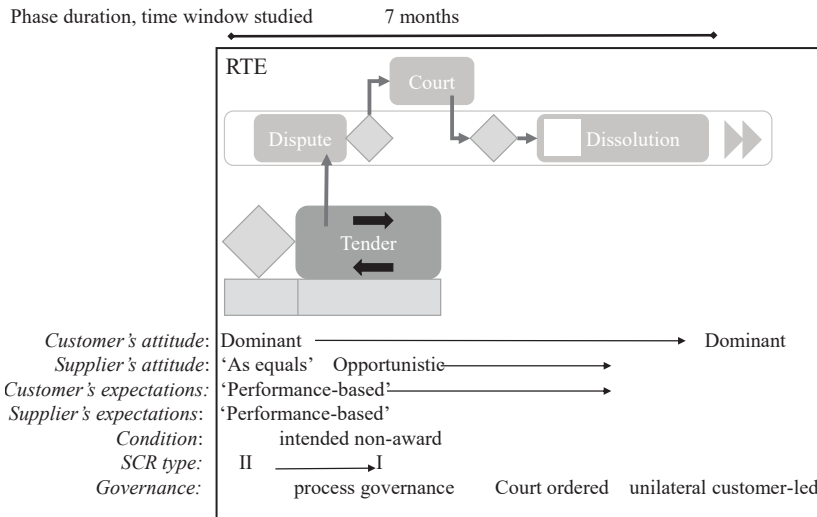 Phase duration, time window studied 7 months
RTE
Court
Dispute
Dissolution
Tender
Customer’s attitude: Dominant Dominant
Supplier’s attitude: ‘As equals’ Opportunistic
Customer’s expectations: ‘Performance-based’
Supplier’s expectations: ‘Performance-based’
Condition: intended non-award
SCR type: II I
Governance: process governance Court ordered unilateral customer-led